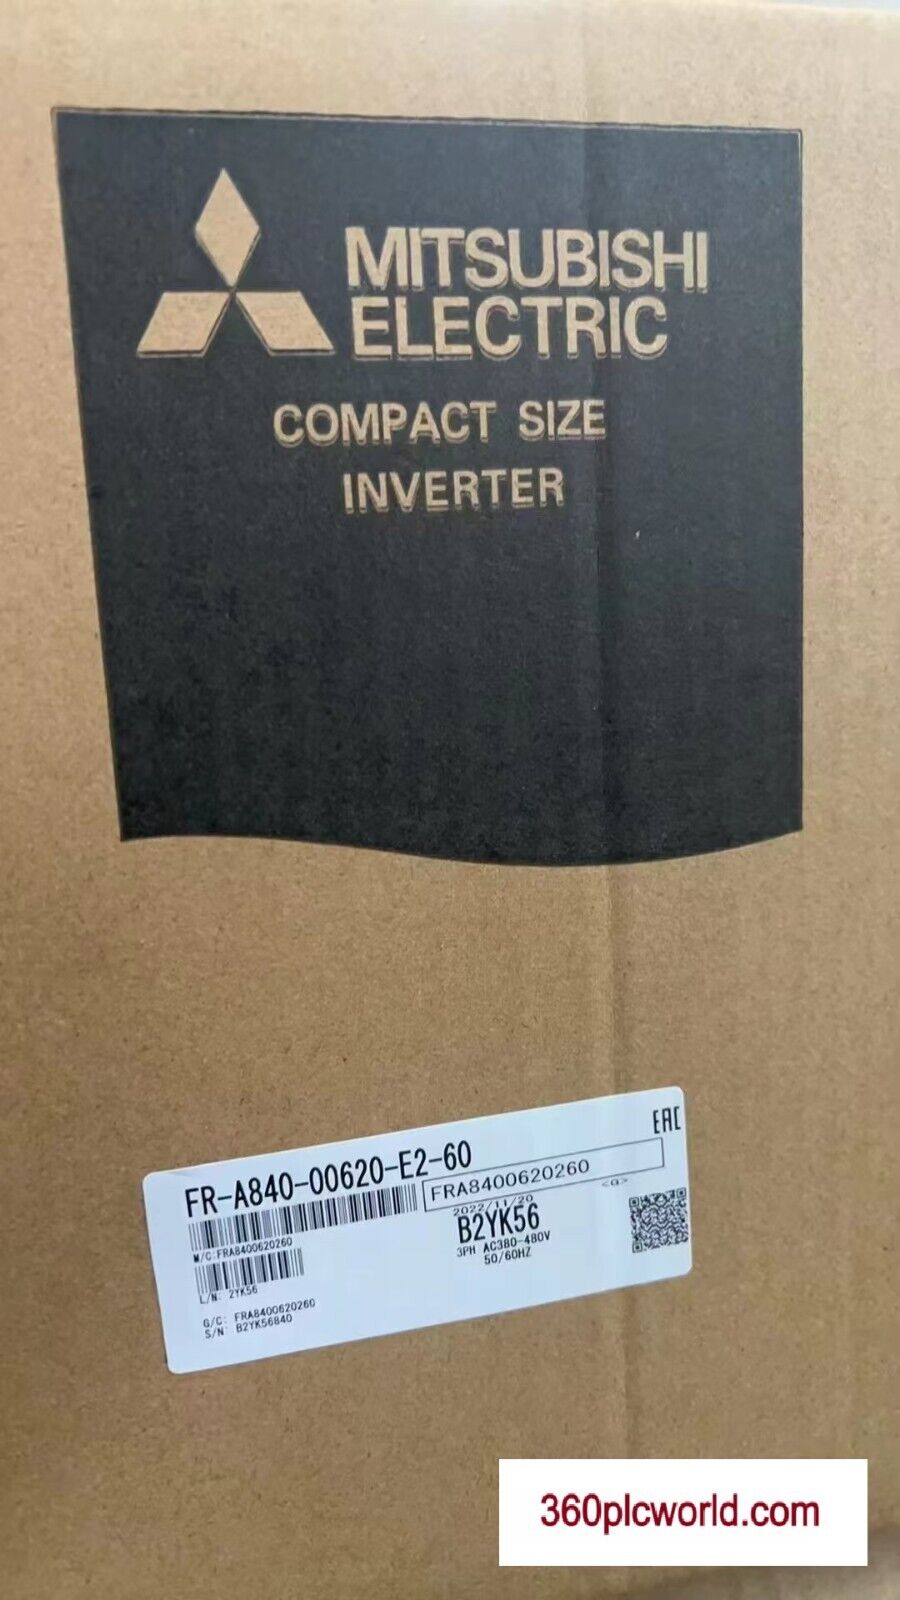 MITSUBISHI
ELECTRIC
COMPACT SIZE
INVERTER
EAC
FR-A840-00620-E2-60
FRA8400620260
2022/11/20
<G>
M/C:FRA8400620260
B2YK56
3PH AC380-480V
50/60HZ
L/N: 2YK56
G/C: FRA8400620260
S/N: B2YK56840
360plcworld.com